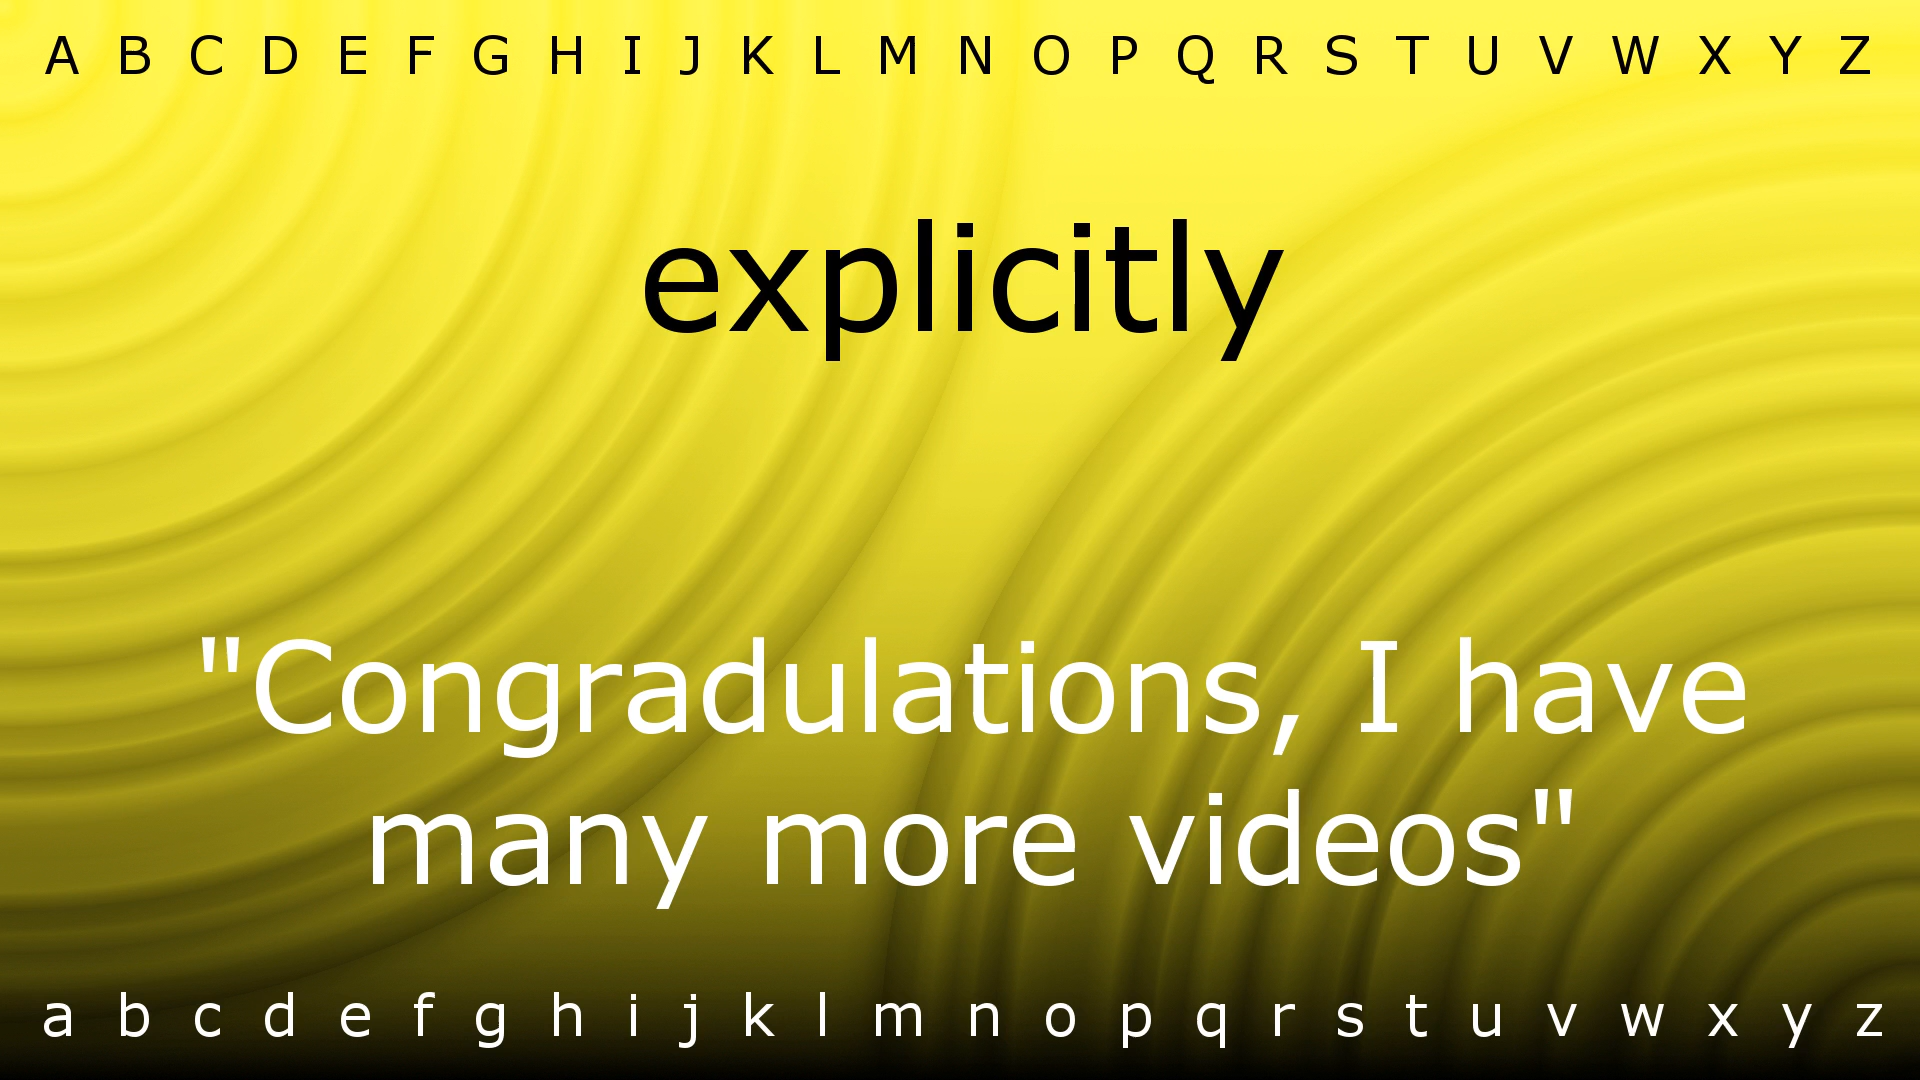 A B C D E F G H I J K L M N O P Q R S T U V W X Y Z
explicitly
"Congradulations, I have
many more videos"
a b c d e f g h i j k l m n o p q r s t u v w x y z